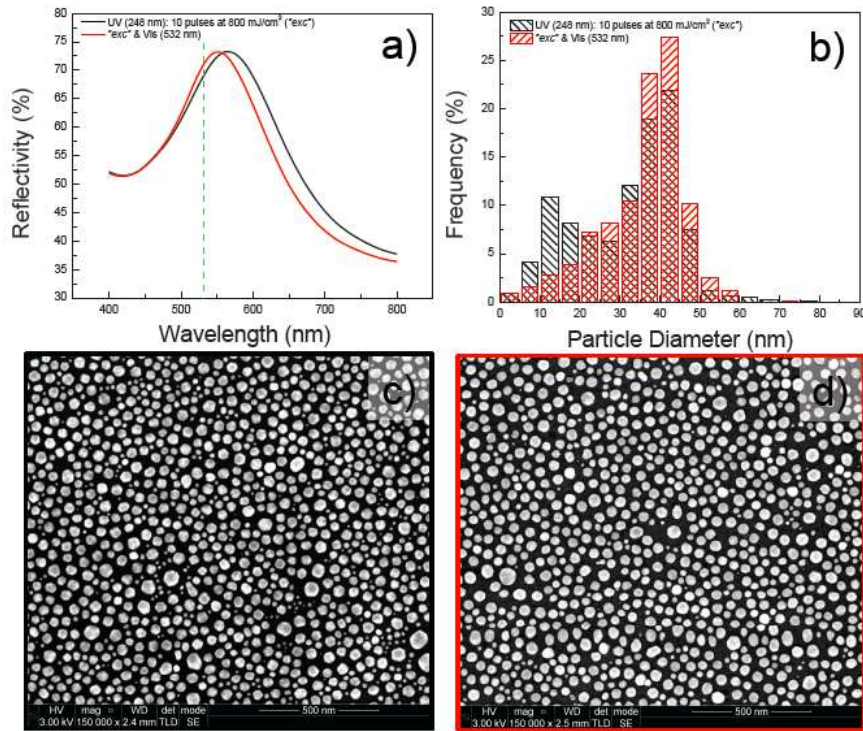 UV (248 nm): 10 pulses at 800 mJ/cm² ("exc")
"exc" & Vis (532 nm)
a)
80
75
70
65
60
55
50
45
40
35
30
Reflectivity (%)
400 500 600 700 800
Wavelength (nm)
UV (248 nm): 10 pulses at 800 mJ/cm² ("exc")
"exc" & Vis (532 nm)
b)
30
25
20
15
10
5
0
Frequency (%)
0 10 20 30 40 50 60 70 80 90
Particle Diameter (nm)
c)
HV mag □ WD det mode
3.00 kV 150 000 x 2.4 mm TLD SE
500 nm
d)
HV mag □ WD det mode
3.00 kV 150 000 x 2.5 mm TLD SE
500 nm